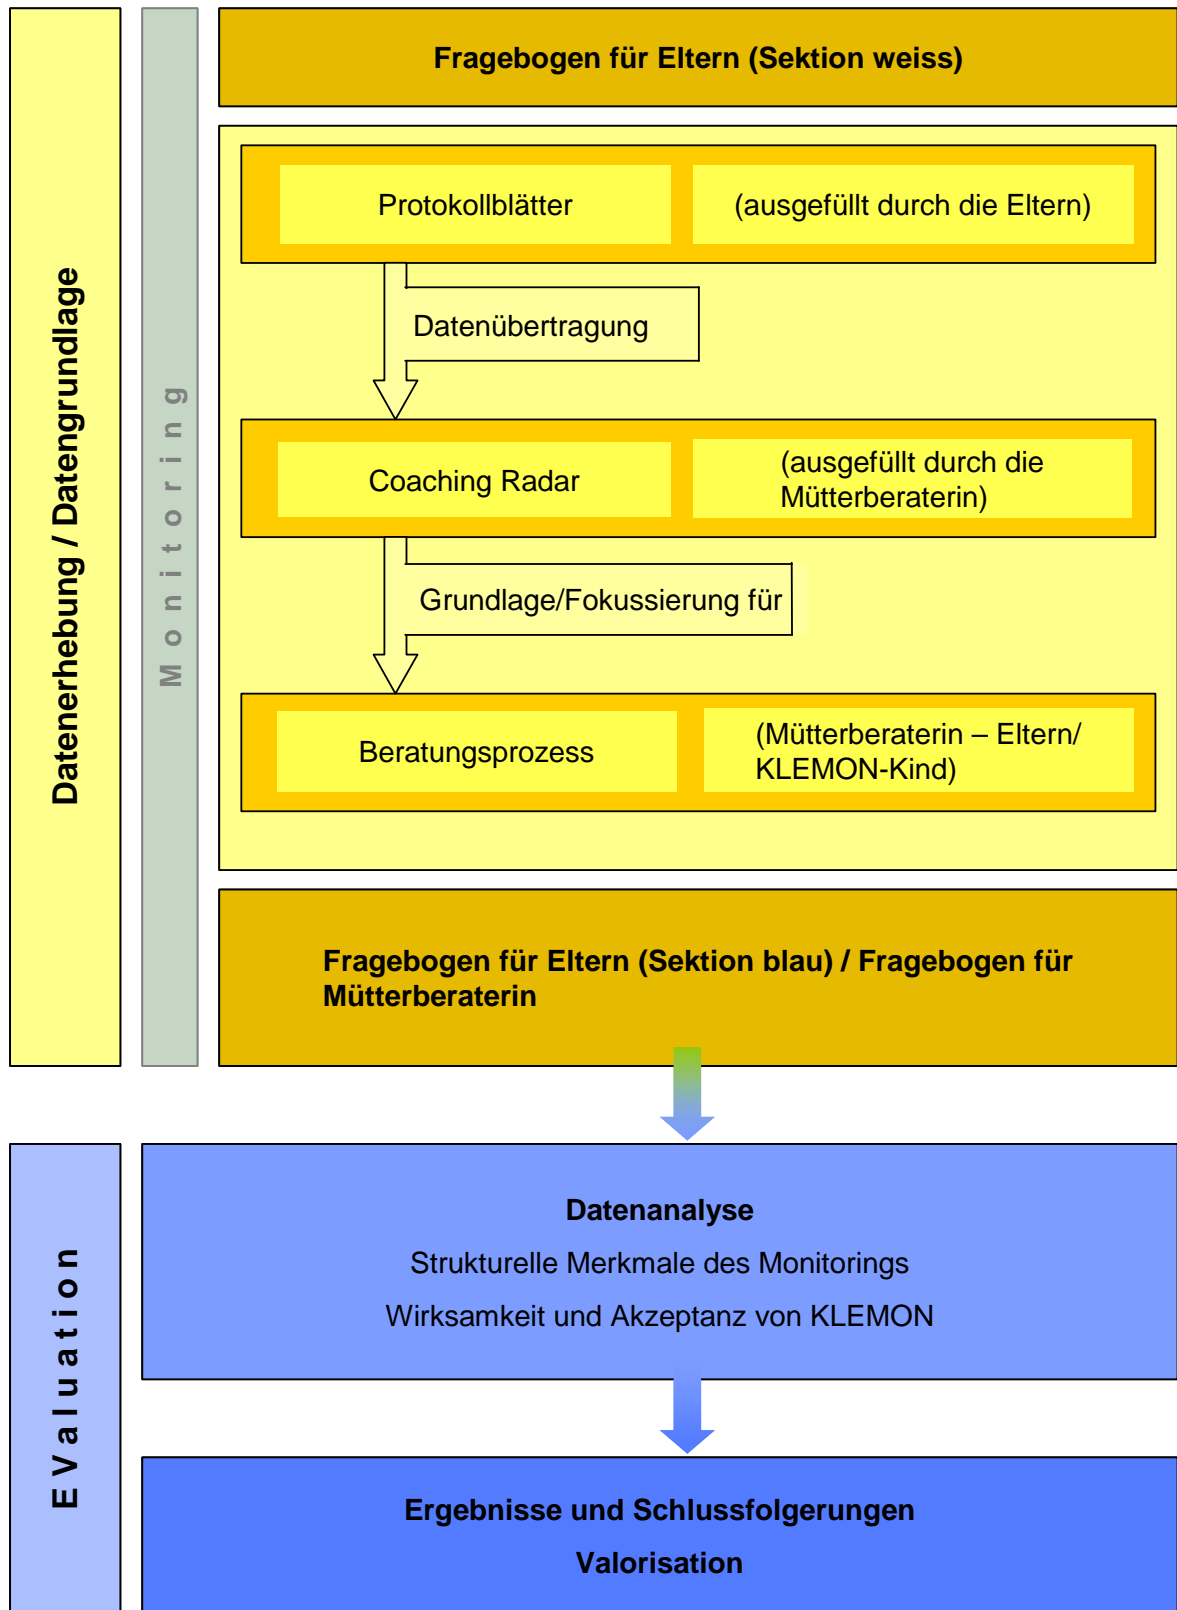 Datenerhebung / Datengrundlage
Monitoring
Fragebogen für Eltern (Sektion weiss)
Protokollblätter
(ausgefüllt durch die Eltern)
Datenübertragung
Coaching Radar
(ausgefüllt durch die
Mütterberaterin)
Grundlage/Fokussierung für
Beratungsprozess
(Mütterberaterin – Eltern/
KLEMON-Kind)
Fragebogen für Eltern (Sektion blau) / Fragebogen für
Mütterberaterin
EValuation
Datenanalyse
Strukturelle Merkmale des Monitorings
Wirksamkeit und Akzeptanz von KLEMON
Ergebnisse und Schlussfolgerungen
Valorisation